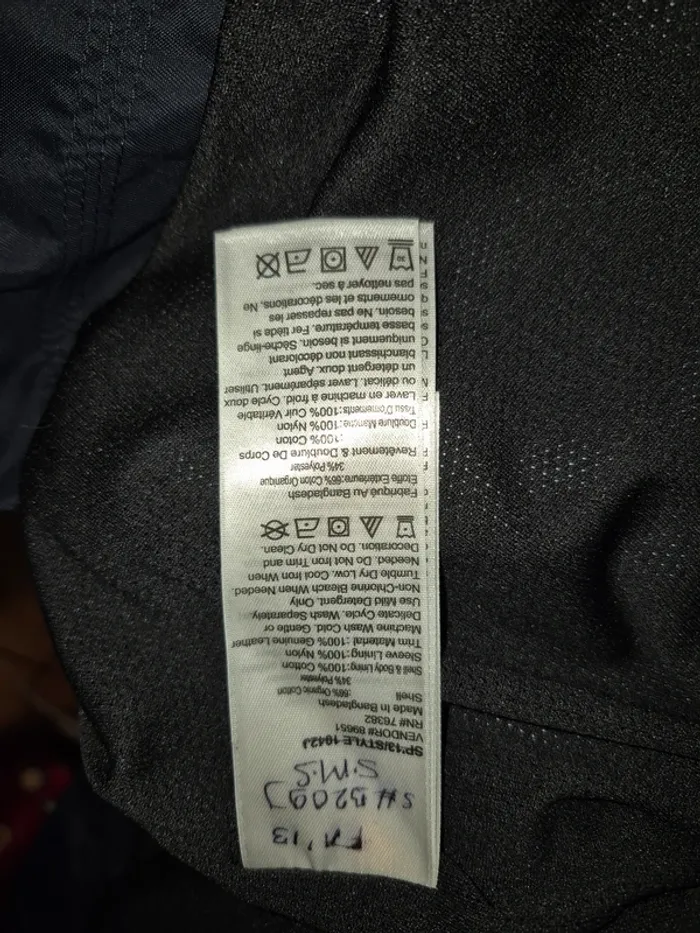 FA'13
S# B209J
S.M.S
SP'13/STYLE 1042J
VENDOR# 89651
RN# 76382
Made In Bangladesh
Shell :66% Organic Cotton
34% Polyester
Shell & Body Lining:100% Cotton
Sleeve Lining:100% Nylon
Trim Material :100% Genuine Leather
Machine Wash Cold. Gentle or
Delicate Cycle. Wash Separately.
Use Mild Detergent. Only
Non-Chlorine Bleach When Needed.
Tumble Dry Low. Cool Iron When
Needed. Do Not Iron Trim and
Decoration. Do Not Dry Clean.
Fabriqué Au Bangladesh
Étoffe Extérieure:66% Coton Organique
34% Polyester
Revêtement & Doublure De Corps
:100% Coton
Doublure Manche:100% Nylon
Tissu D'ornements:100% Cuir Véritable
Laver en machine à froid. Cycle doux
ou délicat. Laver séparément. Utiliser
un détergent doux. Agent
blanchissant non décolorant
uniquement si besoin. Sèche-linge
basse température. Fer tiède si
besoin. Ne pas repasser les
ornements et les décorations. Ne
pas nettoyer à sec.
30